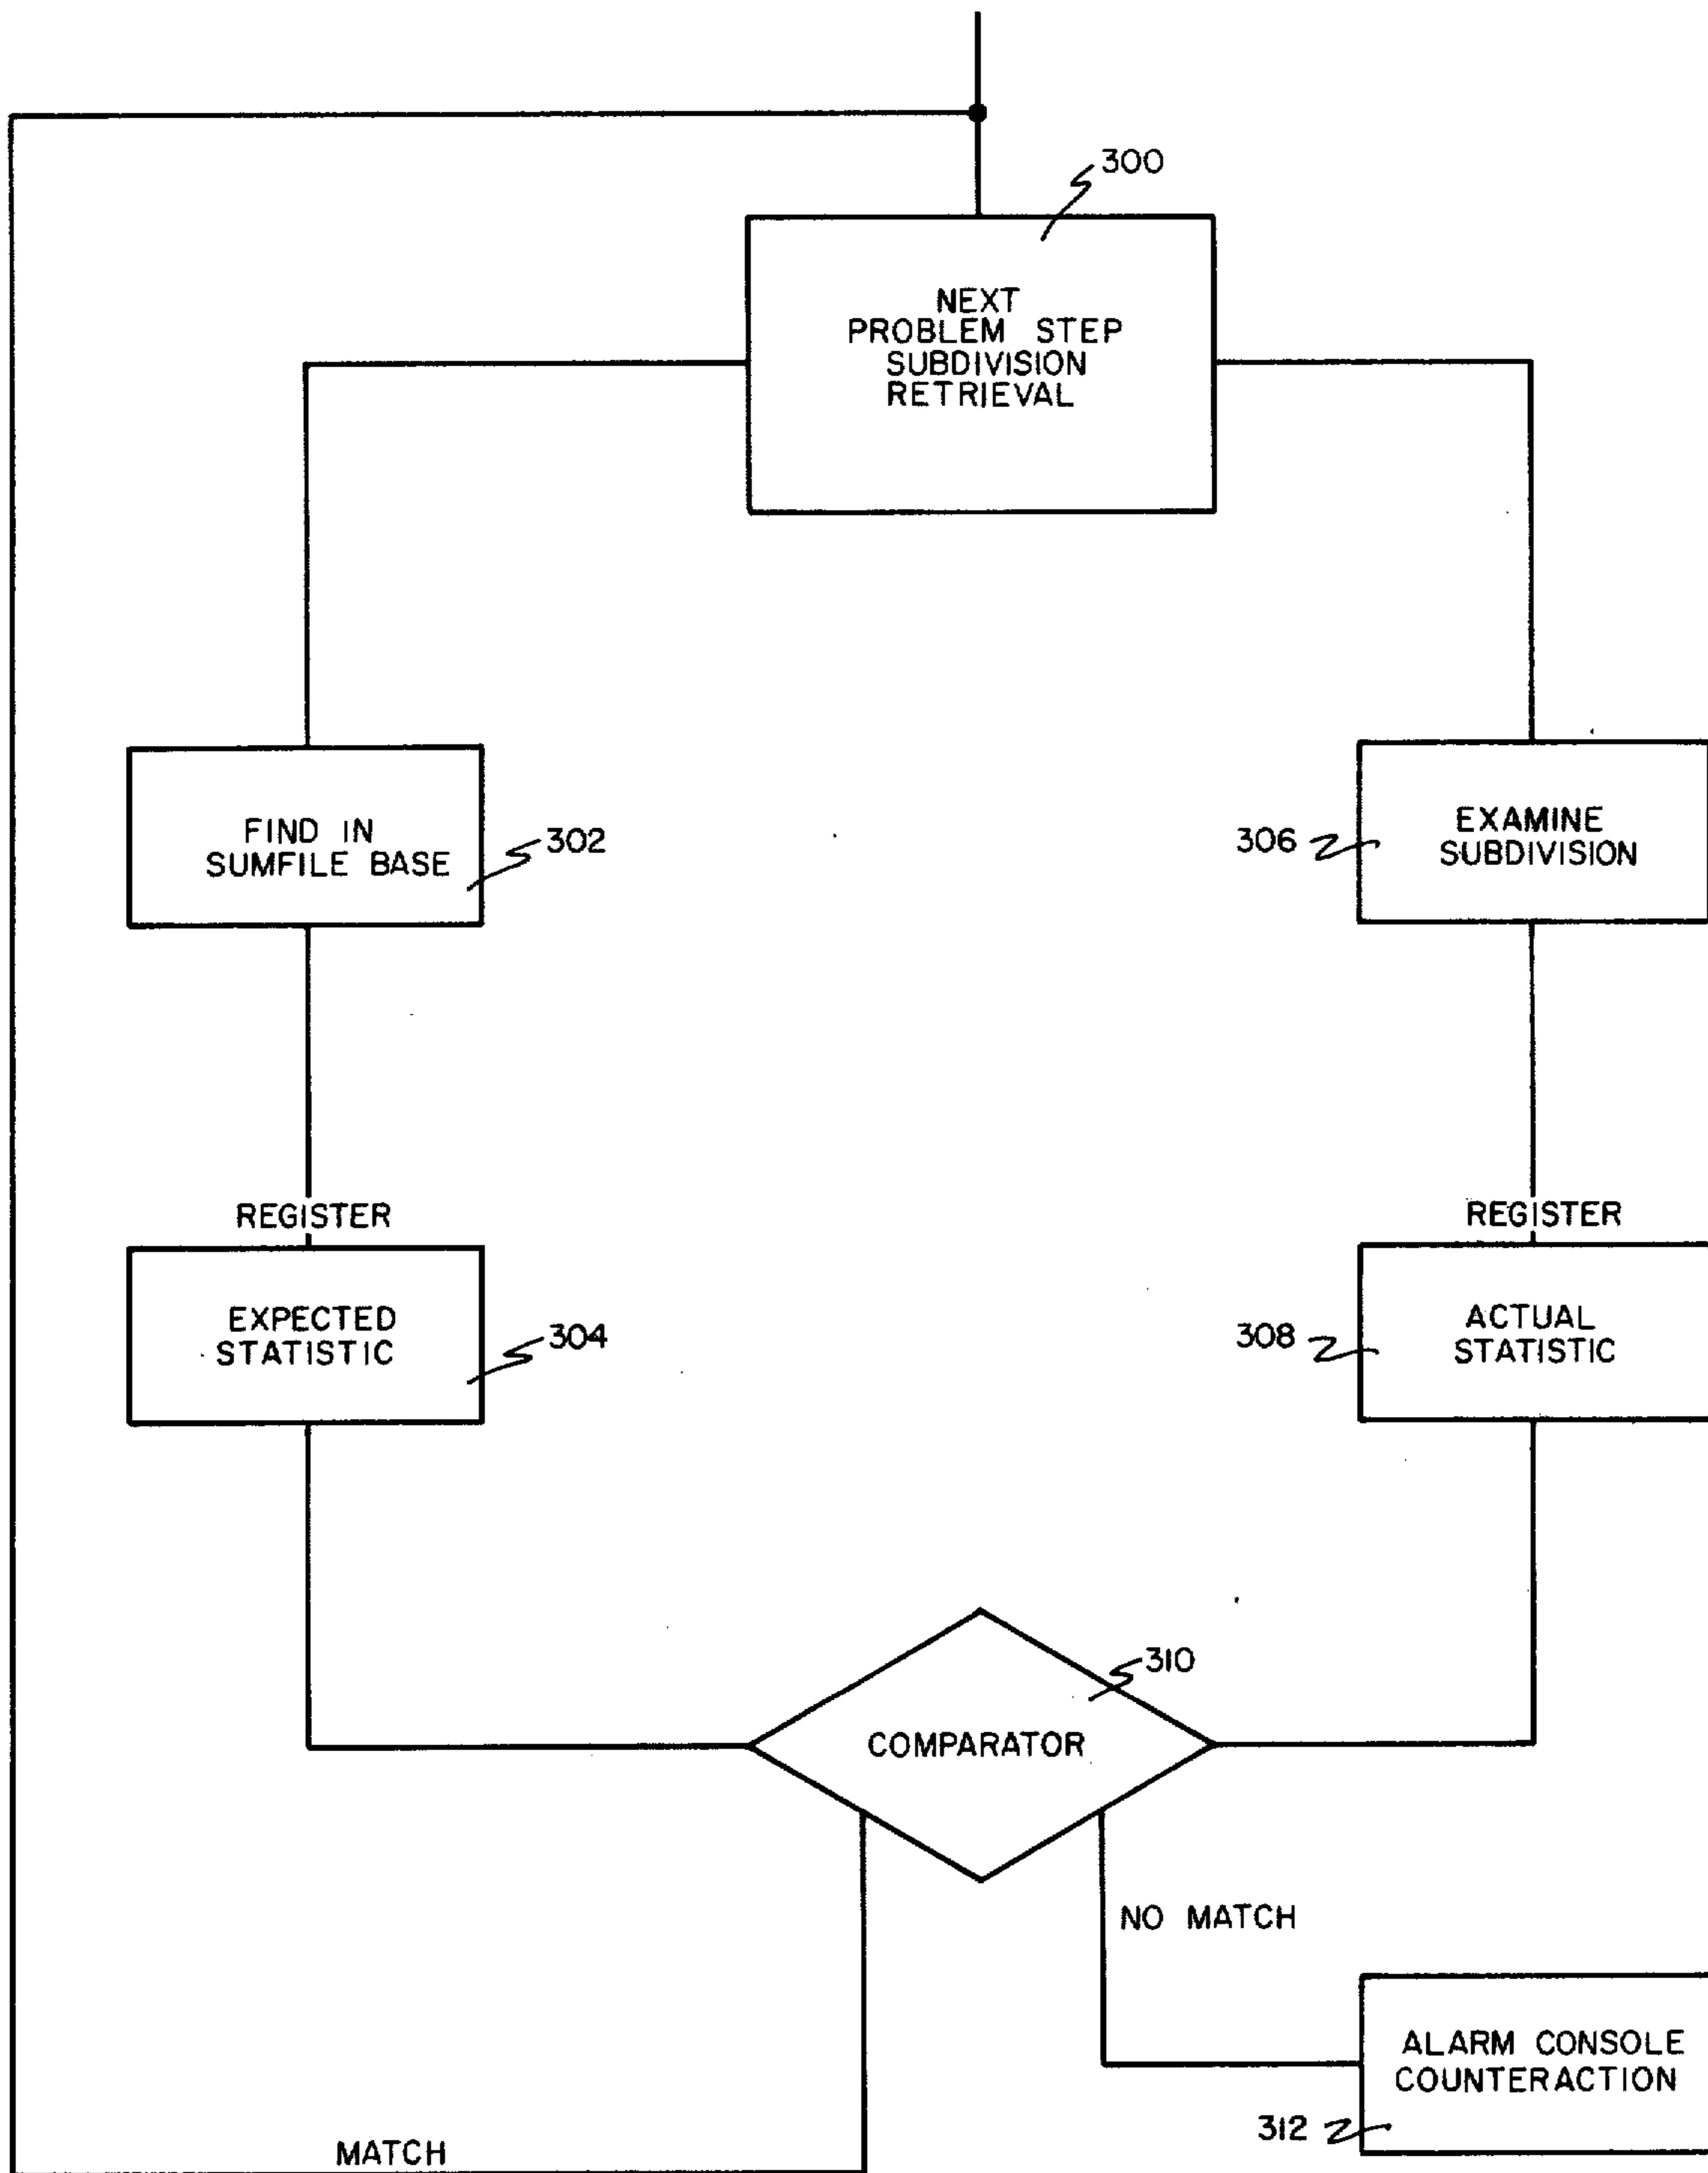 300
NEXT
PROBLEM STEP
SUBDIVISION
RETRIEVAL
FIND IN
SUMFILE BASE
302
306
EXAMINE
SUBDIVISION
REGISTER
REGISTER
EXPECTED
STATISTIC
304
308
ACTUAL
STATISTIC
310
COMPARATOR
NO MATCH
ALARM CONSOLE
COUNTERACTION
312
MATCH